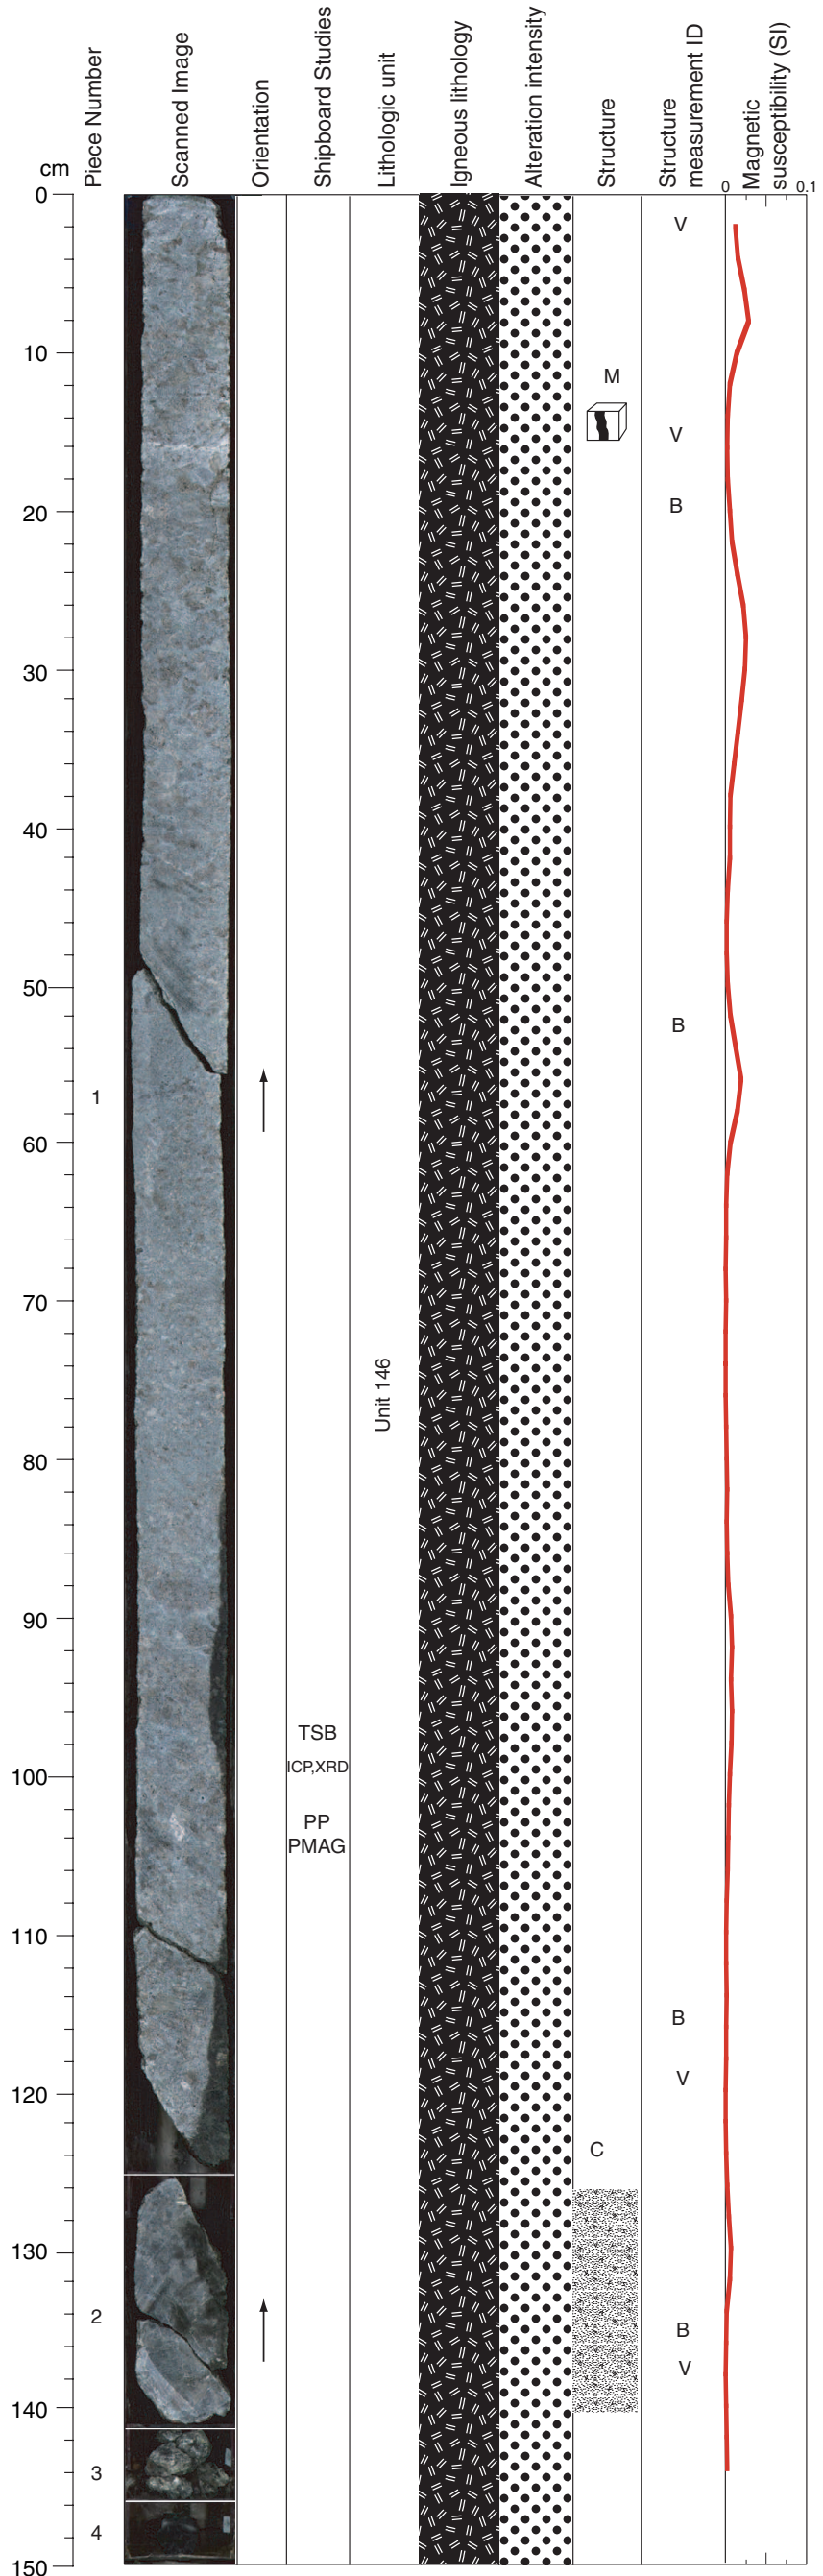 cm
Piece Number
Scanned Image
Orientation
Shipboard Studies
Lithologic unit
Igneous lithology
Alteration intensity
Structure
Structure
measurement ID
Magnetic
susceptibility (SI)
0
0
0.1
V
10
M
V
20
B
30
40
50
B
1
60
70
Unit 146
80
90
TSB
ICP,XRD
100
PP
PMAG
110
B
V
120
C
130
2
B
V
140
3
4
150